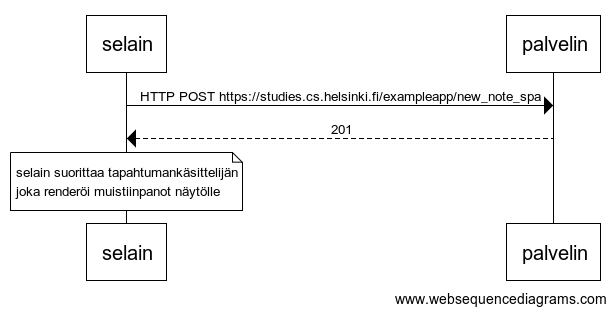 selain
palvelin
HTTP POST https://studies.cs.helsinki.fi/exampleapp/new_note_spa
201
selain suorittaa tapahtumankäsittelijän
joka renderöi muistiinpanot näytölle
selain
palvelin
www.websequencediagrams.com